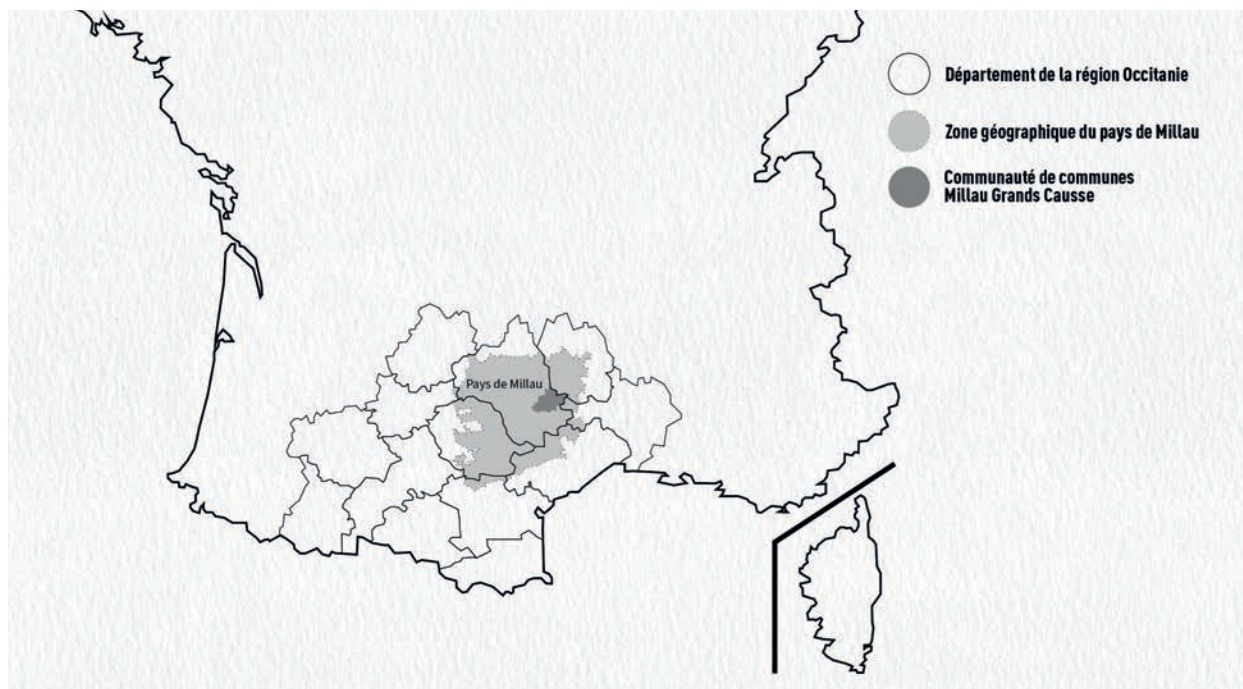 Département de la région Occitanie
Zone géographique du pays de Millau
Communauté de communes
Millau Grands Causse
Pays de Millau